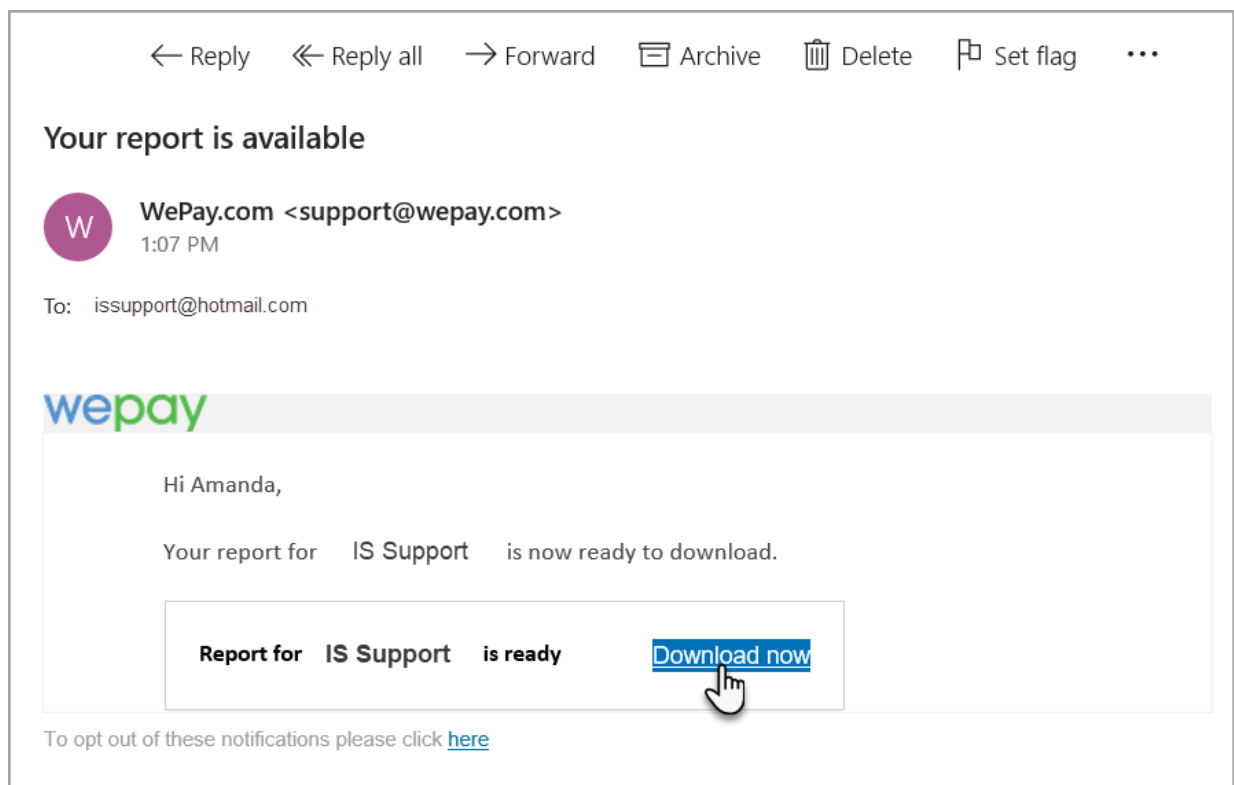 Reply Reply all Forward Archive Delete Set flag ...
Your report is available
W
WePay.com <support@wepay.com>
1:07 PM
To: issupport@hotmail.com
wepay
Hi Amanda,
Your report for IS Support is now ready to download.
Report for IS Support is ready Download now
To opt out of these notifications please click here